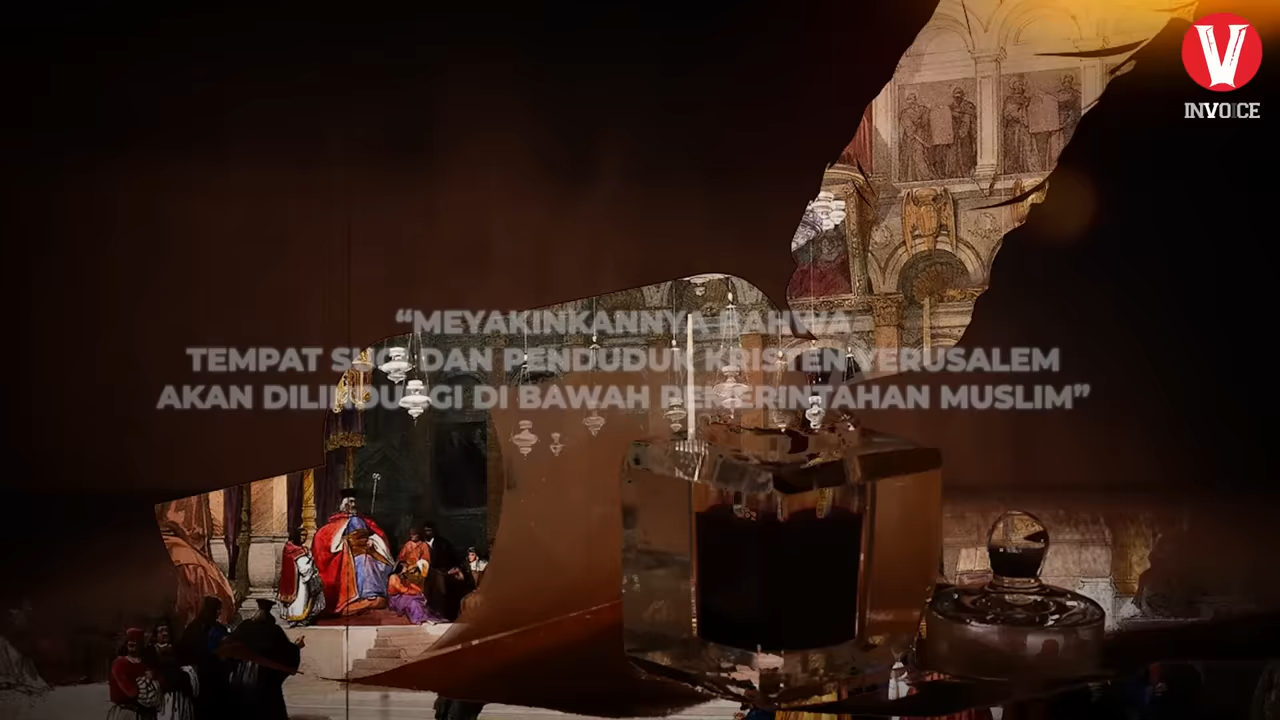 V
INVOICE
“MEYAKINKANNYA BAHWA
TEMPAT SUCI DAN PENDUDUK KRISTEN YERUSALEM
AKAN DILINDUNGI DI BAWAH PEMERINTAHAN MUSLIM”